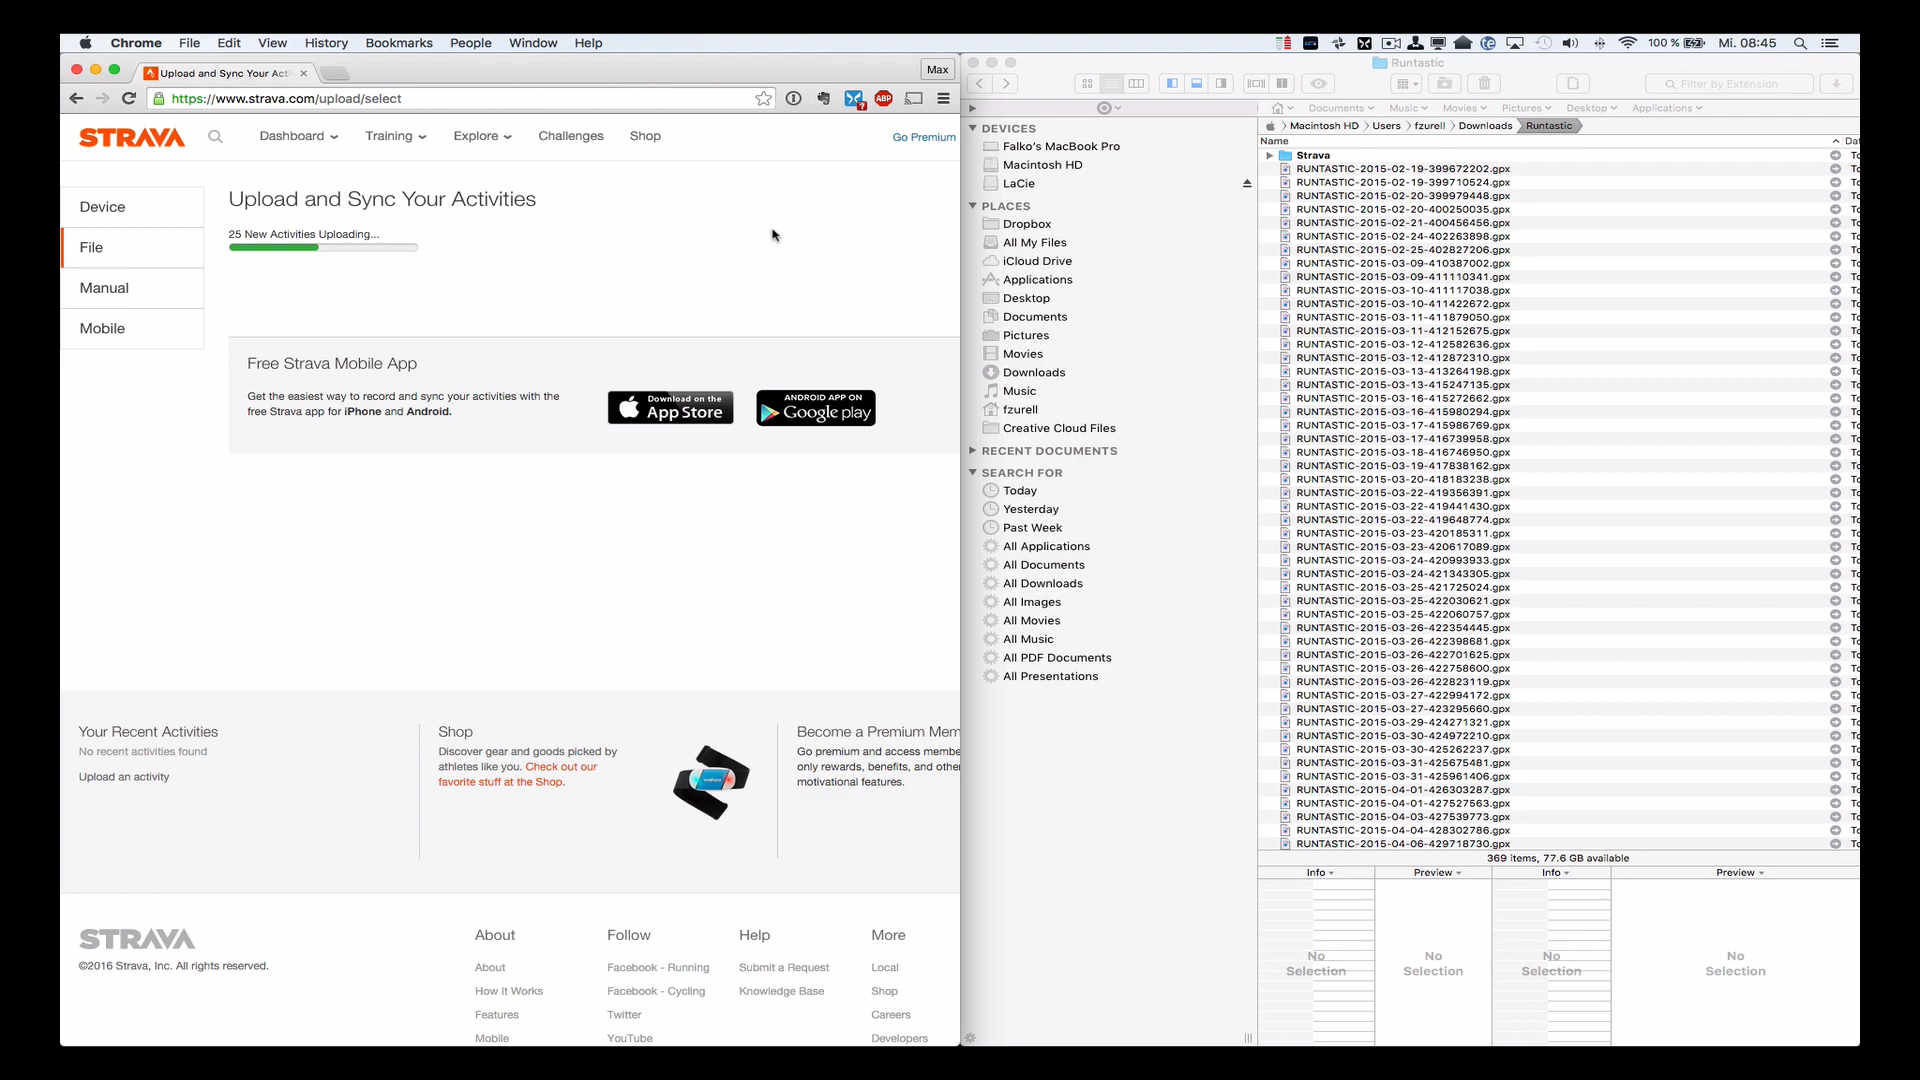 Chrome File Edit View History Bookmarks People Window Help
100 % Mi. 08:45
Upload and Sync Your Activ
Max
https://www.strava.com/upload/select
STRAVA
Dashboard Training Explore Challenges Shop Go Premium
Device
File
Manual
Mobile
Upload and Sync Your Activities
25 New Activities Uploading...
Free Strava Mobile App
Get the easiest way to record and sync your activities with the
free Strava app for iPhone and Android.
Download on the
App Store
ANDROID APP ON
Google play
Your Recent Activities
No recent activities found
Upload an activity
Shop
Discover gear and goods picked by
athletes like you. Check out our
favorite stuff at the Shop.
Become a Premium Mem
Go premium and access membe
only rewards, benefits, and othe
motivational features.
STRAVA
©2016 Strava, Inc. All rights reserved.
About
About
How It Works
Features
Mobile
Follow
Facebook - Running
Facebook - Cycling
Twitter
YouTube
Help
Submit a Request
Knowledge Base
More
Local
Shop
Careers
Developers
Runtastic
Filter by Extension
Documents Music Movies Pictures Desktop Applications
Macintosh HD Users fzurell Downloads Runtastic
DEVICES
Falko's MacBook Pro
Macintosh HD
LaCie
PLACES
Dropbox
All My Files
iCloud Drive
Applications
Desktop
Documents
Pictures
Movies
Downloads
Music
fzurell
Creative Cloud Files
RECENT DOCUMENTS
SEARCH FOR
Today
Yesterday
Past Week
All Applications
All Documents
All Downloads
All Images
All Movies
All Music
All PDF Documents
All Presentations
Name Dat
Strava
RUNTASTIC-2015-02-19-399672202.gpx
RUNTASTIC-2015-02-19-399710524.gpx
RUNTASTIC-2015-02-20-399979448.gpx
RUNTASTIC-2015-02-20-400250035.gpx
RUNTASTIC-2015-02-21-400456456.gpx
RUNTASTIC-2015-02-24-402263898.gpx
RUNTASTIC-2015-02-25-402827206.gpx
RUNTASTIC-2015-03-09-410387002.gpx
RUNTASTIC-2015-03-09-411110341.gpx
RUNTASTIC-2015-03-10-411117038.gpx
RUNTASTIC-2015-03-10-411422672.gpx
RUNTASTIC-2015-03-11-411879050.gpx
RUNTASTIC-2015-03-11-412152675.gpx
RUNTASTIC-2015-03-12-412582636.gpx
RUNTASTIC-2015-03-12-412872310.gpx
RUNTASTIC-2015-03-13-413264198.gpx
RUNTASTIC-2015-03-15-415247135.gpx
RUNTASTIC-2015-03-16-415272662.gpx
RUNTASTIC-2015-03-16-415980294.gpx
RUNTASTIC-2015-03-17-415986769.gpx
RUNTASTIC-2015-03-17-416739958.gpx
RUNTASTIC-2015-03-18-416746950.gpx
RUNTASTIC-2015-03-19-417838162.gpx
RUNTASTIC-2015-03-20-418183238.gpx
RUNTASTIC-2015-03-22-419356391.gpx
RUNTASTIC-2015-03-22-419441430.gpx
RUNTASTIC-2015-03-22-419648774.gpx
RUNTASTIC-2015-03-23-420185311.gpx
RUNTASTIC-2015-03-23-420617089.gpx
RUNTASTIC-2015-03-24-420993933.gpx
RUNTASTIC-2015-03-24-421343305.gpx
RUNTASTIC-2015-03-25-421725024.gpx
RUNTASTIC-2015-03-25-422030621.gpx
RUNTASTIC-2015-03-25-422060757.gpx
RUNTASTIC-2015-03-26-422354445.gpx
RUNTASTIC-2015-03-26-422398681.gpx
RUNTASTIC-2015-03-26-422701625.gpx
RUNTASTIC-2015-03-26-422758600.gpx
RUNTASTIC-2015-03-26-422823119.gpx
RUNTASTIC-2015-03-27-422994172.gpx
RUNTASTIC-2015-03-27-423295660.gpx
RUNTASTIC-2015-03-29-424271321.gpx
RUNTASTIC-2015-03-30-424972210.gpx
RUNTASTIC-2015-03-30-425262237.gpx
RUNTASTIC-2015-03-31-425675481.gpx
RUNTASTIC-2015-03-31-425961406.gpx
RUNTASTIC-2015-04-01-426303287.gpx
RUNTASTIC-2015-04-01-427527563.gpx
RUNTASTIC-2015-04-03-427539773.gpx
RUNTASTIC-2015-04-04-428302786.gpx
RUNTASTIC-2015-04-06-429718730.gpx
369 items, 77.6 GB available
Info Preview Info Preview
No
Selection
No
Selection
No
Selection
No
Selection